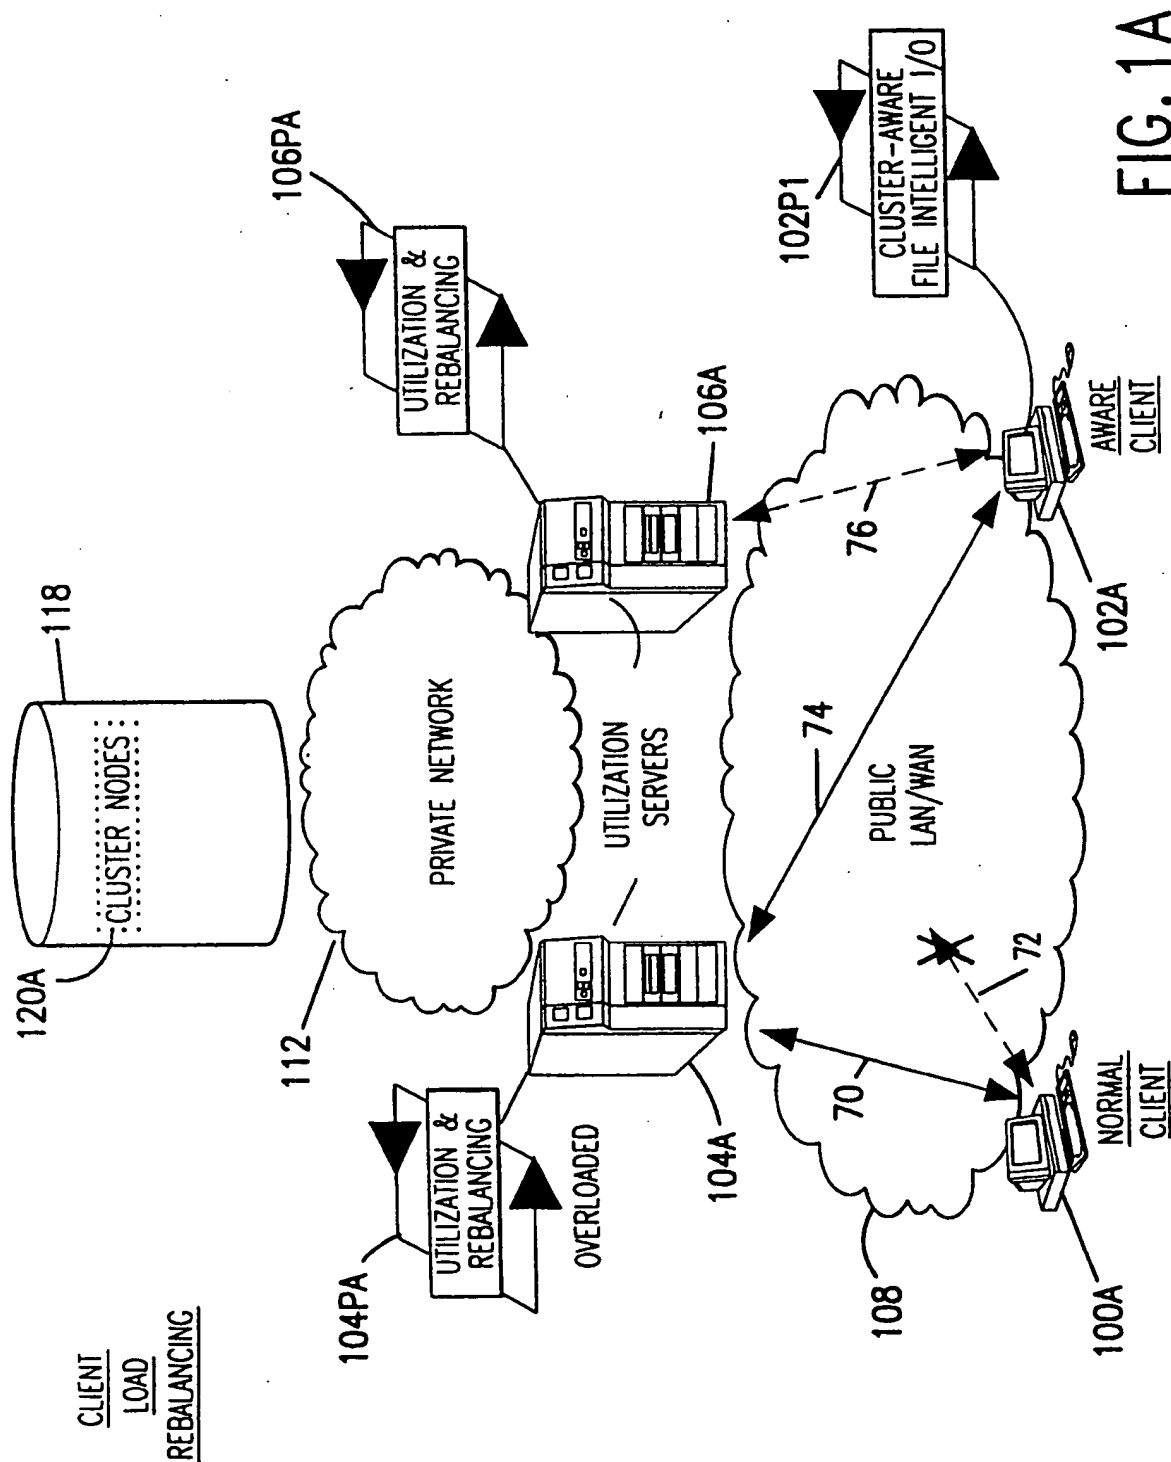 CLIENT
LOAD
REBALANCING
120A
CLUSTER NODES
118
112
PRIVATE NETWORK
104PA
UTILIZATION &
REBALANCING
OVERLOADED
106PA
UTILIZATION &
REBALANCING
104A
UTILIZATION
SERVERS
106A
102P1
CLUSTER-AWARE
FILE INTELLIGENT I/O
108
70
72
74
76
PUBLIC
LAN/WAN
100A
NORMAL
CLIENT
102A
AWARE
CLIENT
FIG. 1A